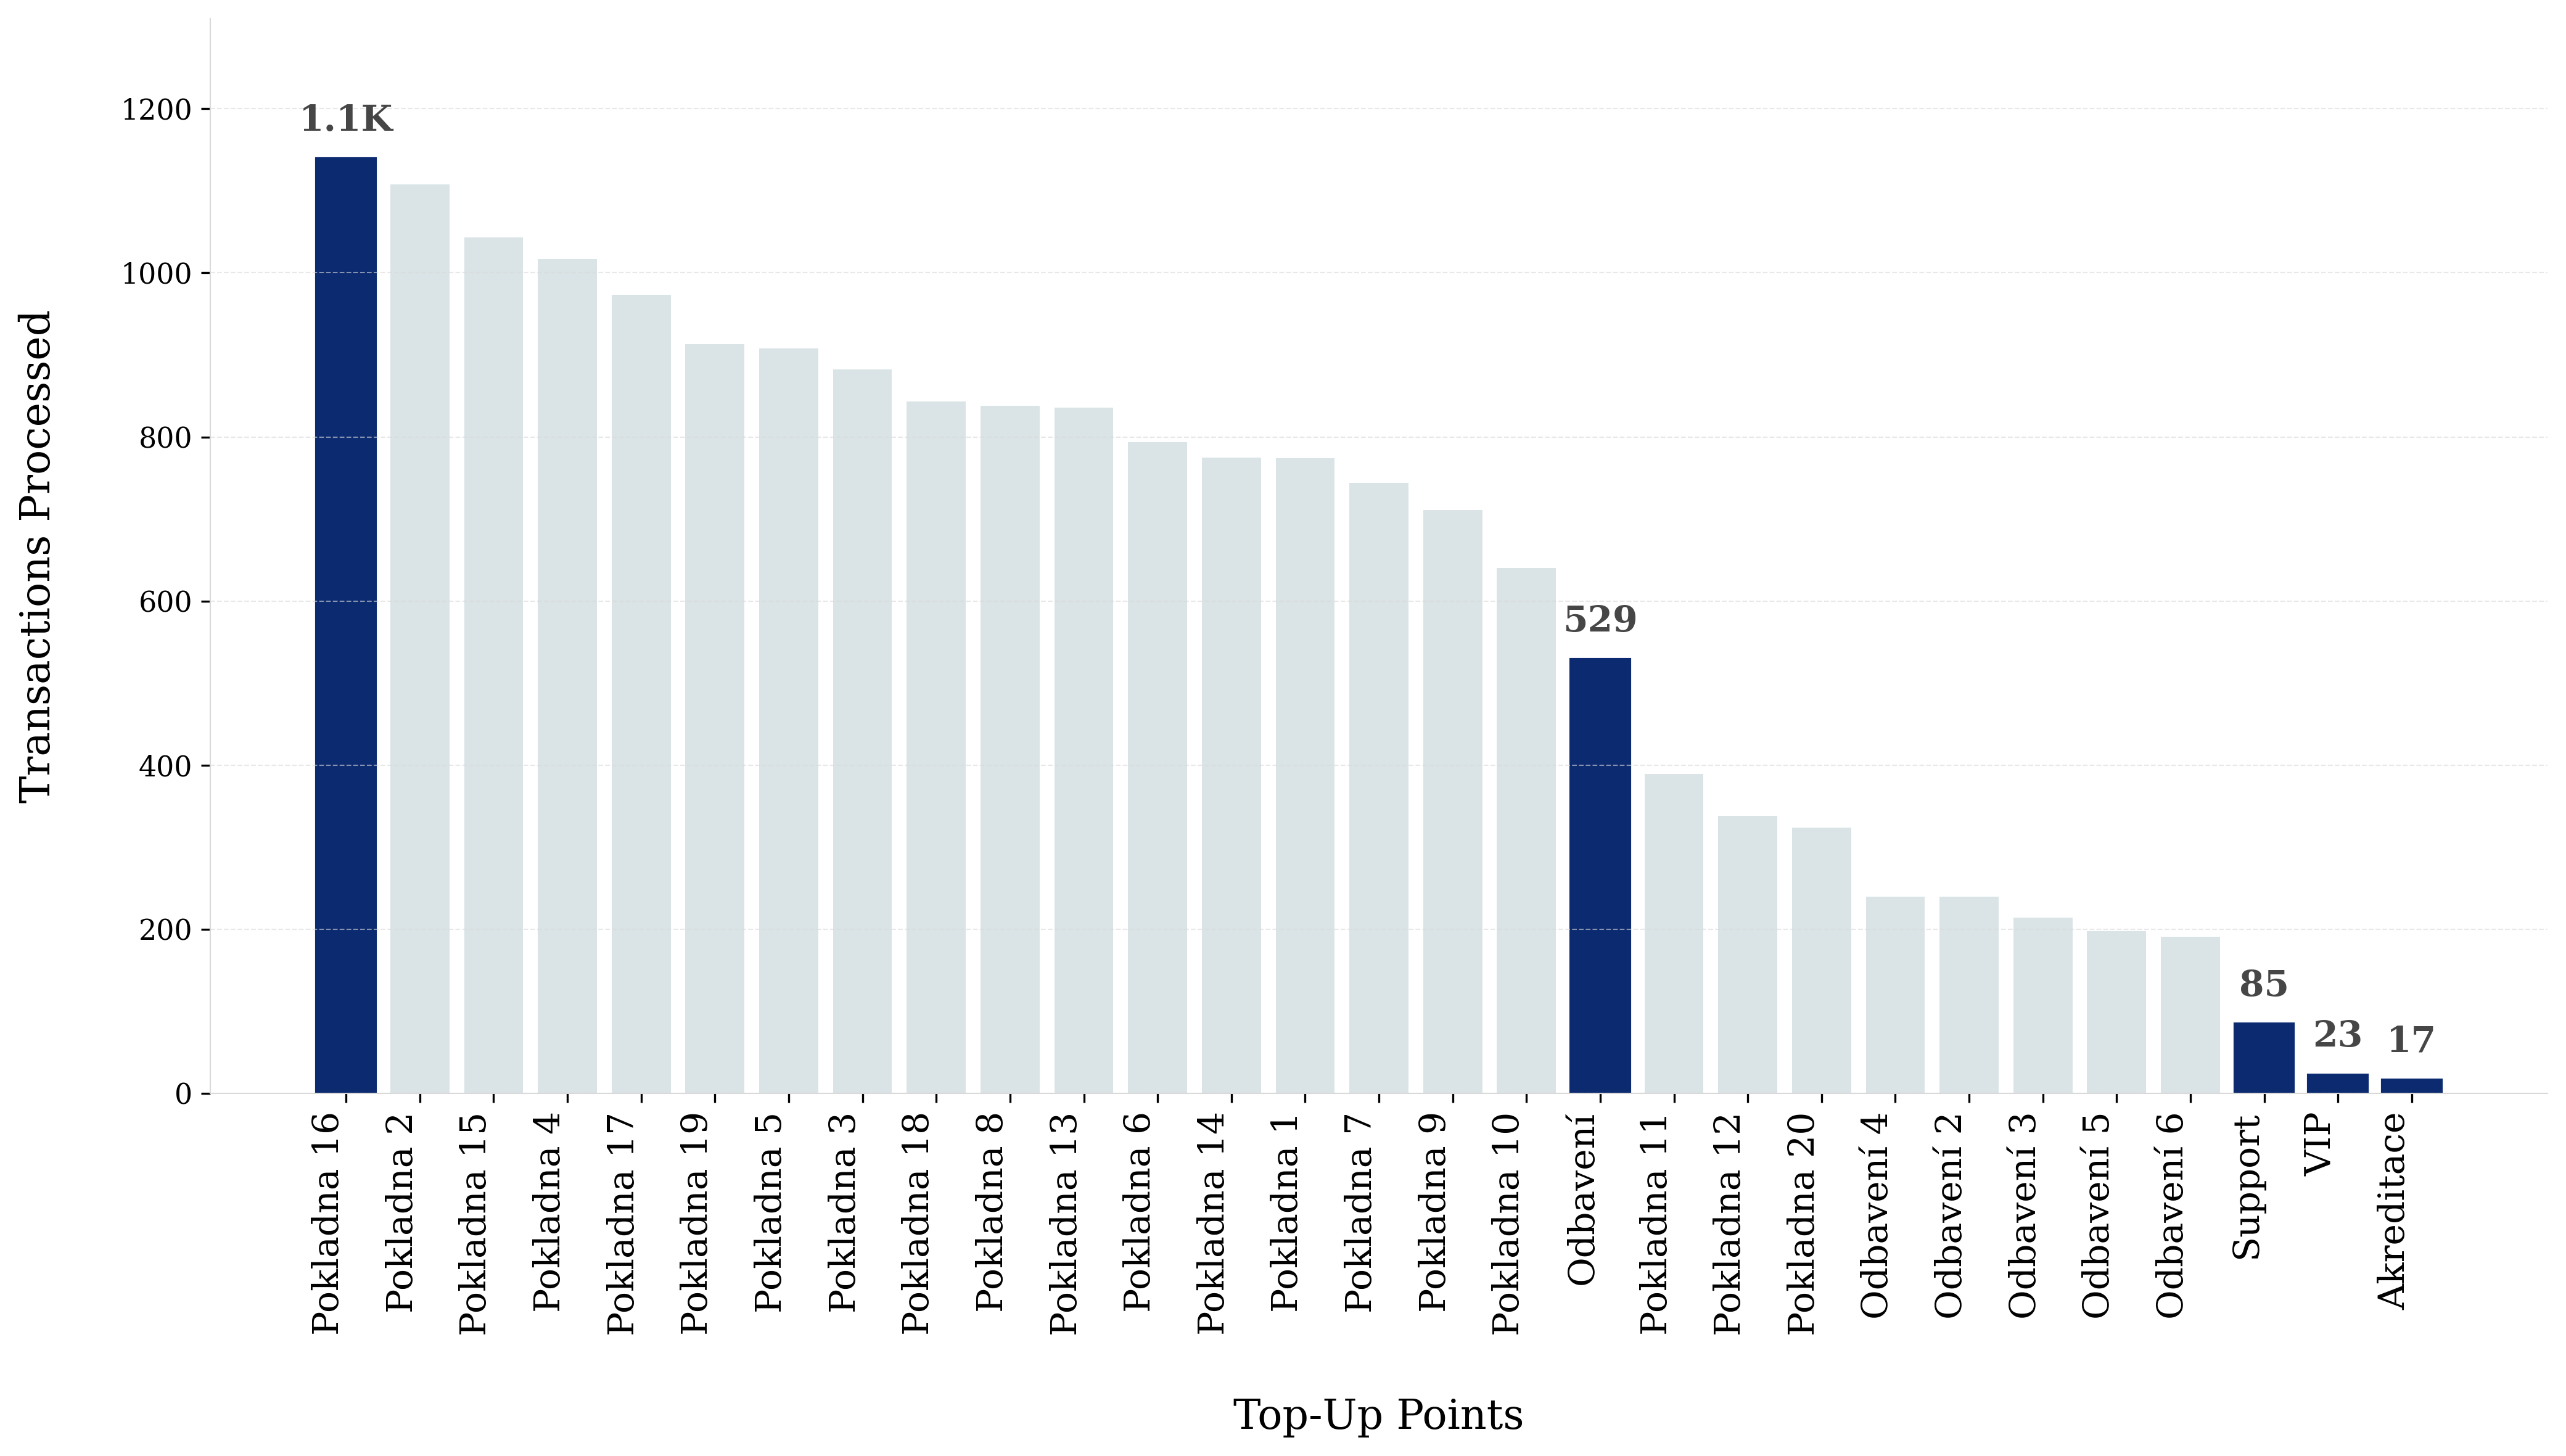 Transactions Processed
1200
1000
800
600
400
200
0
1.1K
529
85
23
17
Pokladna 16
Pokladna 2
Pokladna 15
Pokladna 4
Pokladna 17
Pokladna 19
Pokladna 5
Pokladna 3
Pokladna 18
Pokladna 8
Pokladna 13
Pokladna 6
Pokladna 14
Pokladna 1
Pokladna 7
Pokladna 9
Pokladna 10
Odbavení
Pokladna 11
Pokladna 12
Pokladna 20
Odbavení 4
Odbavení 2
Odbavení 3
Odbavení 5
Odbavení 6
Support
VIP
Akreditace
Top-Up Points